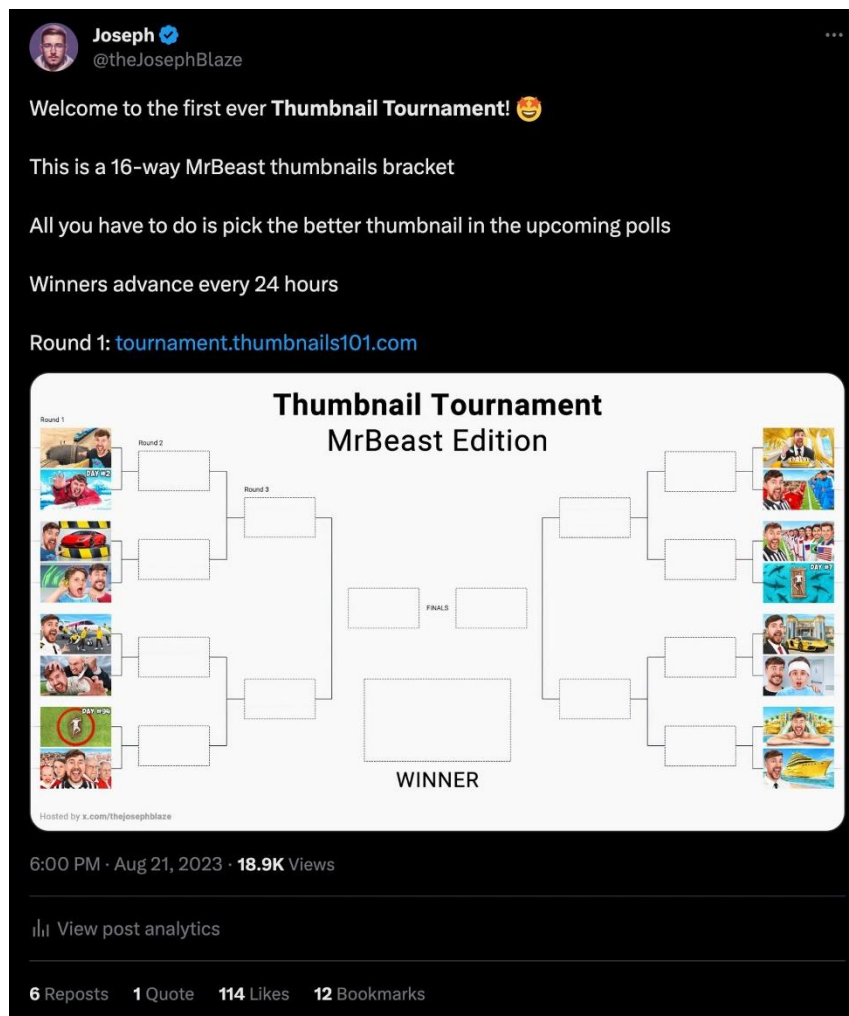 Joseph
@theJosephBlaze
Welcome to the first ever Thumbnail Tournament! 🤩
This is a 16-way MrBeast thumbnails bracket
All you have to do is pick the better thumbnail in the upcoming polls
Winners advance every 24 hours
Round 1: tournament.thumbnails101.com
Thumbnail Tournament
MrBeast Edition
Round 1
Round 2
Round 3
DAY #2
DAY #94
FINALS
DAY #7
WINNER
Hosted by x.com/thejosephblaze
6:00 PM · Aug 21, 2023 · 18.9K Views
View post analytics
6 Reposts 1 Quote 114 Likes 12 Bookmarks